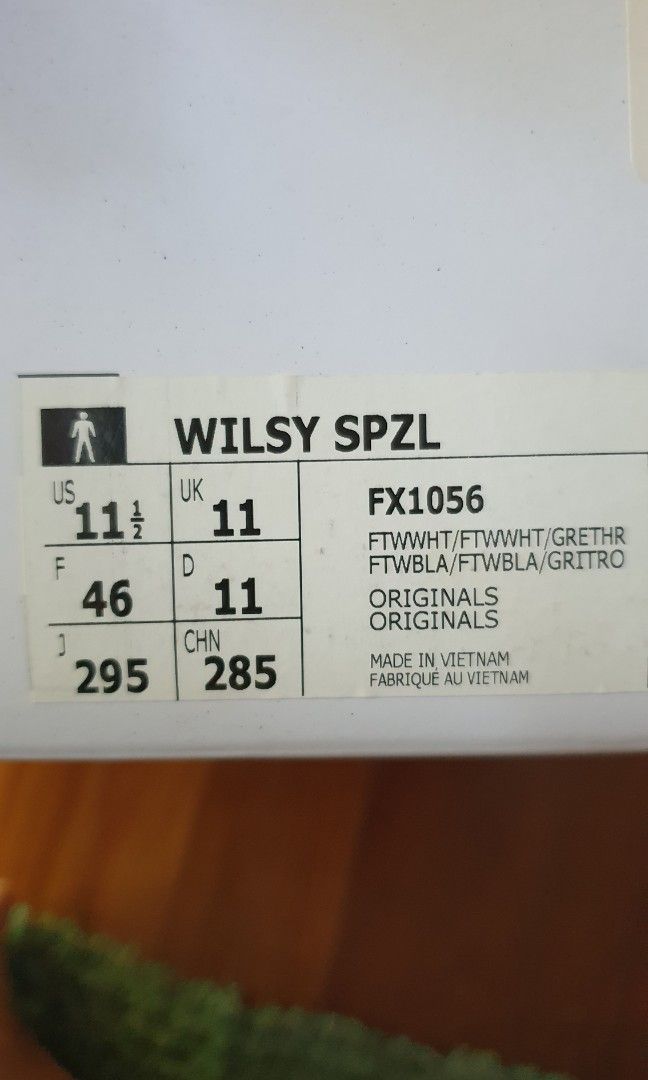 WILSY SPZL
US 11 1/2
UK 11
F 46
D 11
J 295
CHN 285
FX1056
FTWWHT/FTWWHT/GRETHR
FTWBLA/FTWBLA/GRITRO
ORIGINALS
ORIGINALS
MADE IN VIETNAM
FABRIQUÉ AU VIETNAM